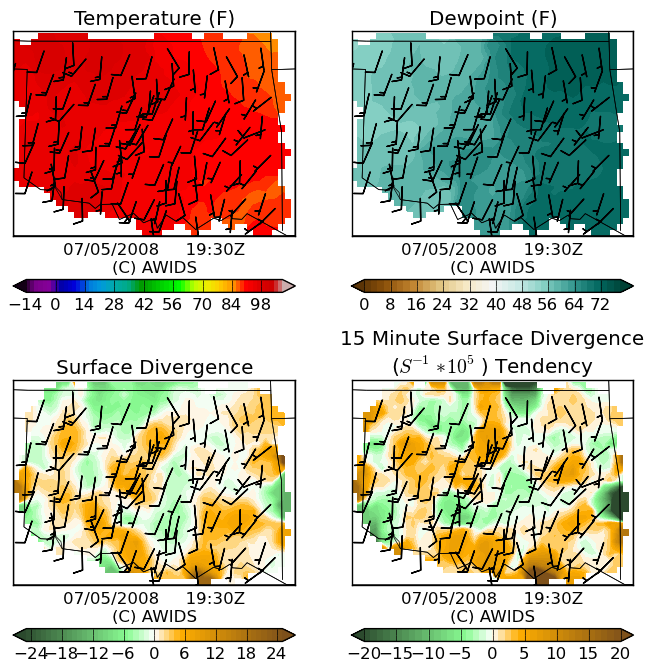 Temperature (F)
Dewpoint (F)
07/05/2008 19:30Z
(C) AWIDS
07/05/2008 19:30Z
(C) AWIDS
−14 0 14 28 42 56 70 84 98
0 8 16 24 32 40 48 56 64 72
15 Minute Surface Divergence
Surface Divergence
(S⁻¹ *10⁵ ) Tendency
07/05/2008 19:30Z
(C) AWIDS
07/05/2008 19:30Z
(C) AWIDS
−24−18−12 −6 0 6 12 18 24
−20−15−10 −5 0 5 10 15 20